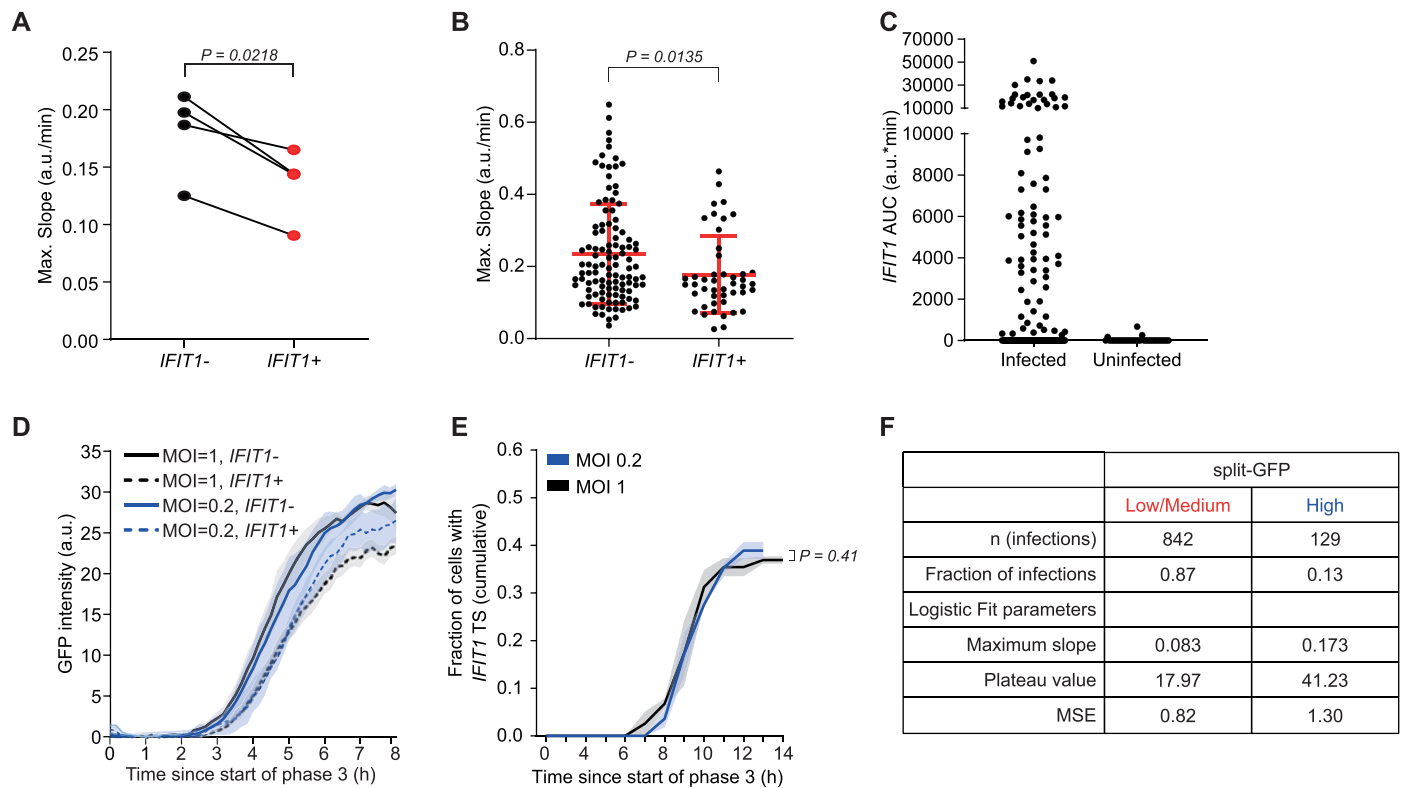 A
Max. Slope (a.u./min)
0.25
0.20
0.15
0.10
0.05
0.00
P = 0.0218
IFIT1-
IFIT1+
B
Max. Slope (a.u./min)
0.8
0.6
0.4
0.2
0.0
P = 0.0135
IFIT1-
IFIT1+
C
IFIT1 AUC (a.u.*min)
70000
50000
30000
10000
10000
8000
6000
4000
2000
0
Infected
Uninfected
D
GFP intensity (a.u.)
35
30
25
20
15
10
5
0
MOI=1, IFIT1-
MOI=1, IFIT1+
MOI=0.2, IFIT1-
MOI=0.2, IFIT1+
0 1 2 3 4 5 6 7 8
Time since start of phase 3 (h)
E
Fraction of cells with
IFIT1 TS (cumulative)
0.6
0.5
0.4
0.3
0.2
0.1
0.0
MOI 0.2
MOI 1
P = 0.41
0 2 4 6 8 10 12 14
Time since start of phase 3 (h)
F
split-GFP
Low/Medium High
n (infections) 842 129
Fraction of infections 0.87 0.13
Logistic Fit parameters
Maximum slope 0.083 0.173
Plateau value 17.97 41.23
MSE 0.82 1.30